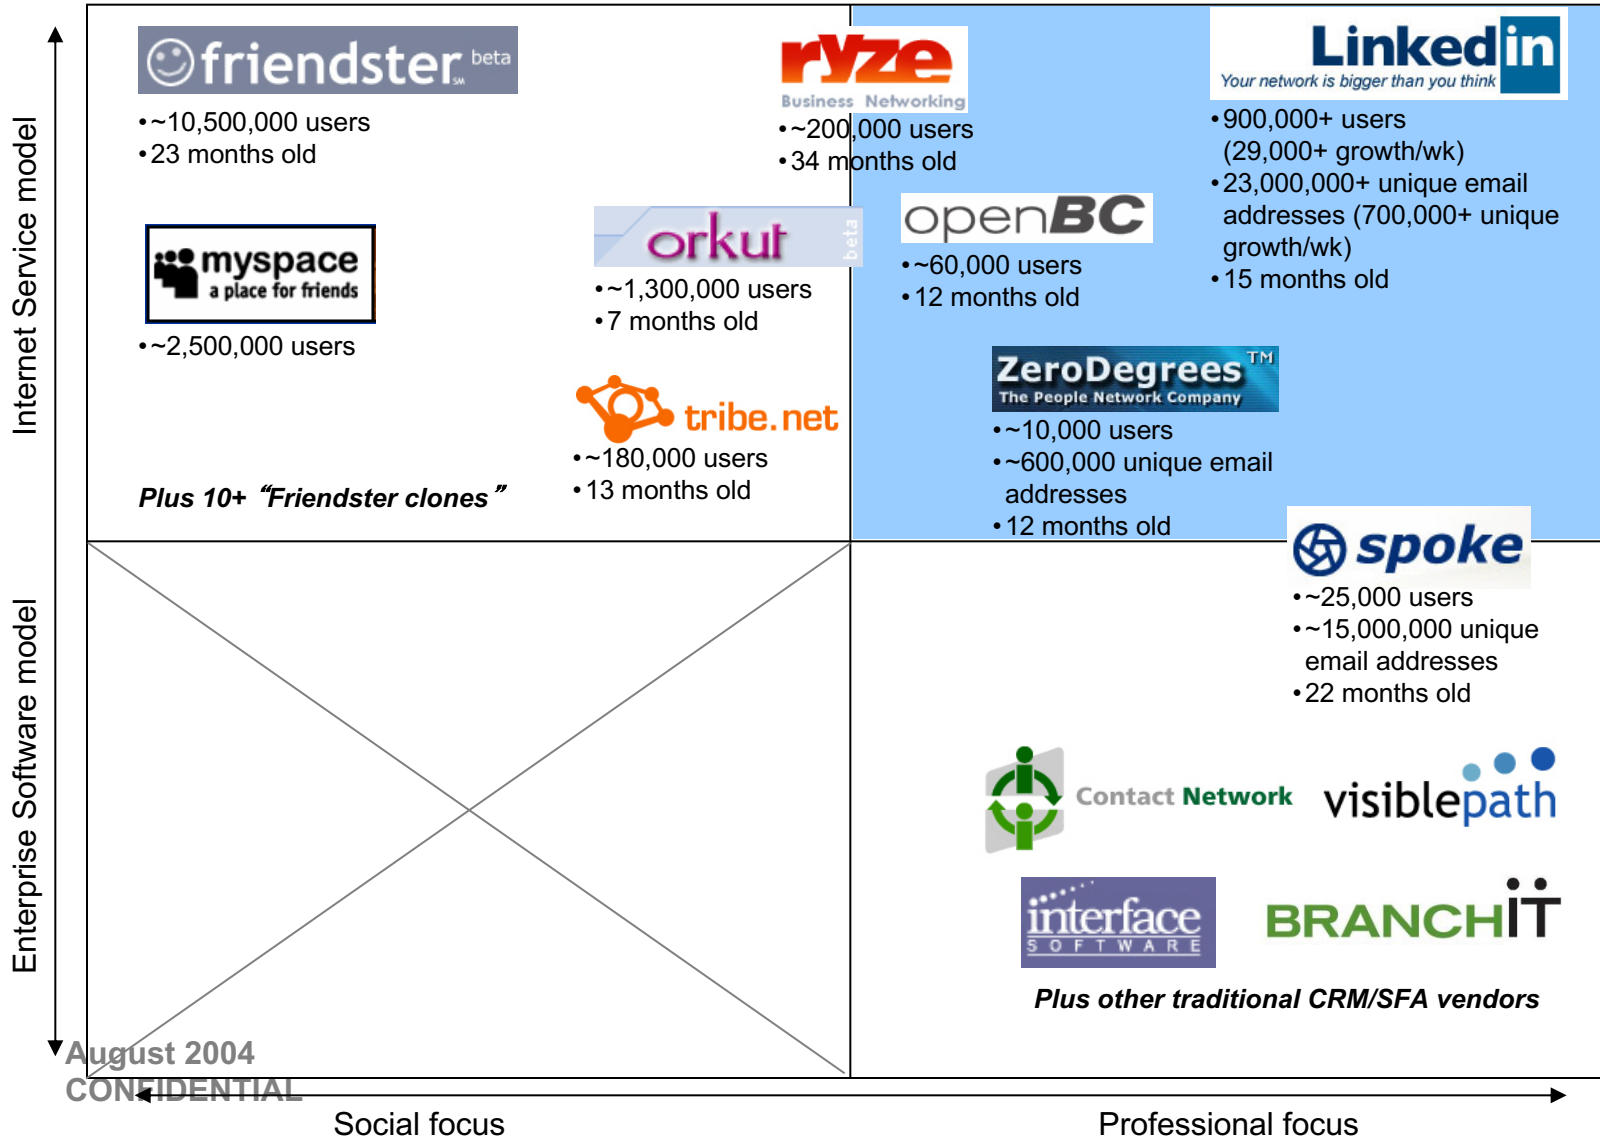 friendster beta
SM
•~10,500,000 users
•23 months old
ryze
Business Networking
•~200,000 users
•34 months old
Linkedin
Your network is bigger than you think
•900,000+ users
(29,000+ growth/wk)
•23,000,000+ unique email
addresses (700,000+ unique
growth/wk)
•15 months old
myspace
a place for friends
•~2,500,000 users
orkut beta
•~1,300,000 users
•7 months old
openBC
•~60,000 users
•12 months old
tribe.net
•~180,000 users
•13 months old
ZeroDegrees TM
The People Network Company
•~10,000 users
•~600,000 unique email
addresses
•12 months old
Plus 10+ “Friendster clones”
Internet Service model
spoke
•~25,000 users
•~15,000,000 unique
email addresses
•22 months old
Contact Network
visiblepath
interface
SOFTWARE
BRANCHIT
Plus other traditional CRM/SFA vendors
Enterprise Software model
August 2004
CONFIDENTIAL
Social focus
Professional focus